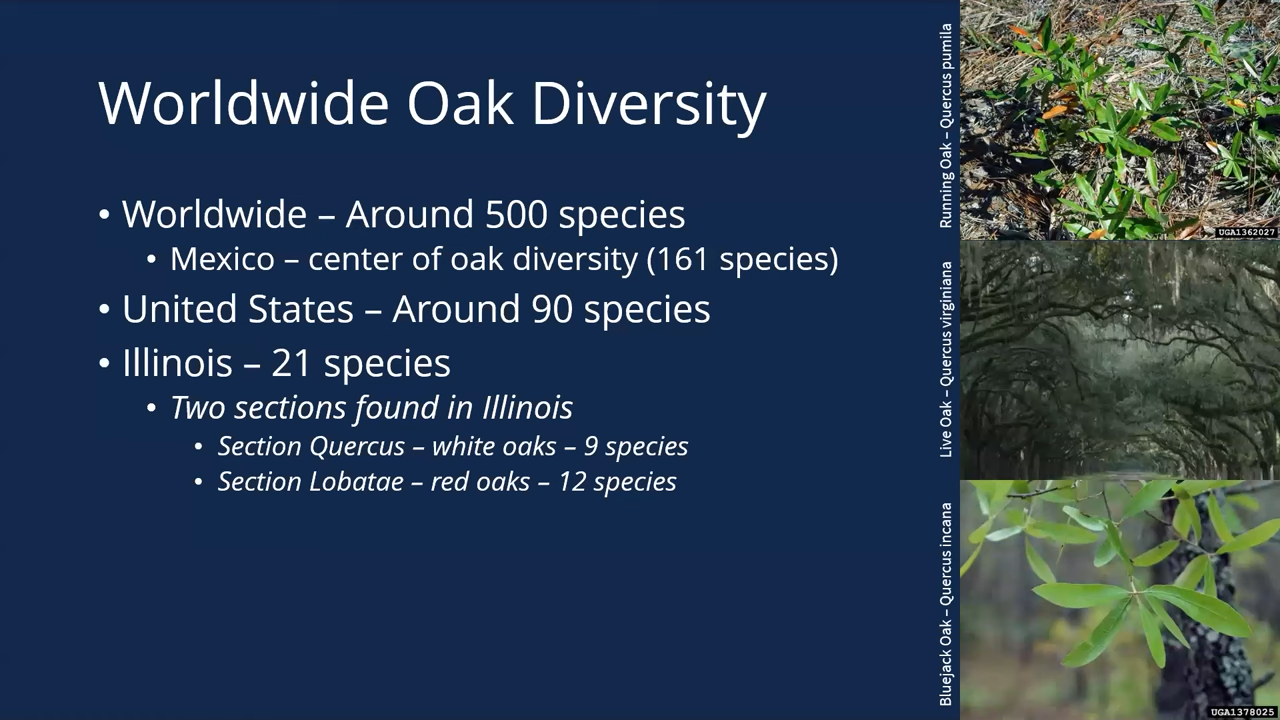 Worldwide Oak Diversity
• Worldwide – Around 500 species
• Mexico – center of oak diversity (161 species)
• United States – Around 90 species
• Illinois – 21 species
• Two sections found in Illinois
• Section Quercus – white oaks – 9 species
• Section Lobatae – red oaks – 12 species
Running Oak – Quercus pumila
UGA1362027
Live Oak – Quercus virginiana
Bluejack Oak – Quercus incana
UGA1378025